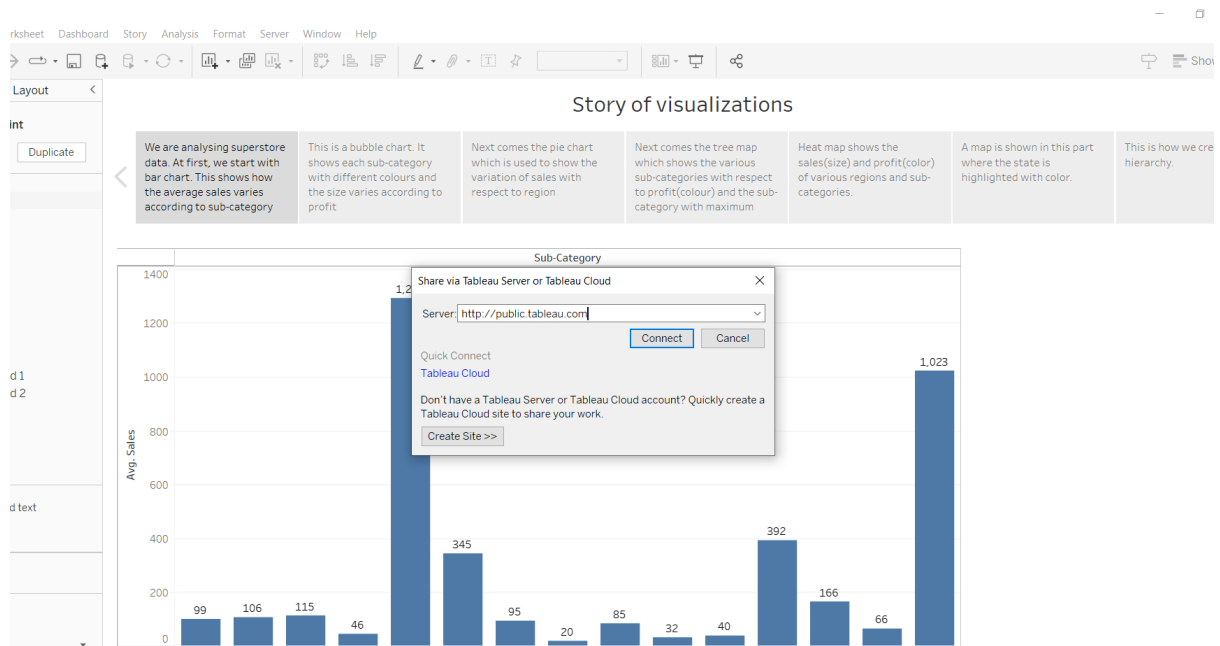 rksheet Dashboard Story Analysis Format Server Window Help
Show
Layout
int
Duplicate
d 1
d 2
d text
Story of visualizations
We are analysing superstore
data. At first, we start with
bar chart. This shows how
the average sales varies
according to sub-category
This is a bubble chart. It
shows each sub-category
with different colours and
the size varies according to
profit
Next comes the pie chart
which is used to show the
variation of sales with
respect to region
Next comes the tree map
which shows the various
sub-categories with respect
to profit(colour) and the sub-
category with maximum
Heat map shows the
sales(size) and profit(color)
of various regions and sub-
categories.
A map is shown in this part
where the state is
highlighted with color.
This is how we cre
hierarchy.
Sub-Category
Avg. Sales
1400
1200
1000
800
600
400
200
0
99
106
115
46
1,2
345
95
20
85
32
40
392
166
66
1,023
Share via Tableau Server or Tableau Cloud
Server: http://public.tableau.com
Connect Cancel
Quick Connect
Tableau Cloud
Don't have a Tableau Server or Tableau Cloud account? Quickly create a
Tableau Cloud site to share your work.
Create Site >>